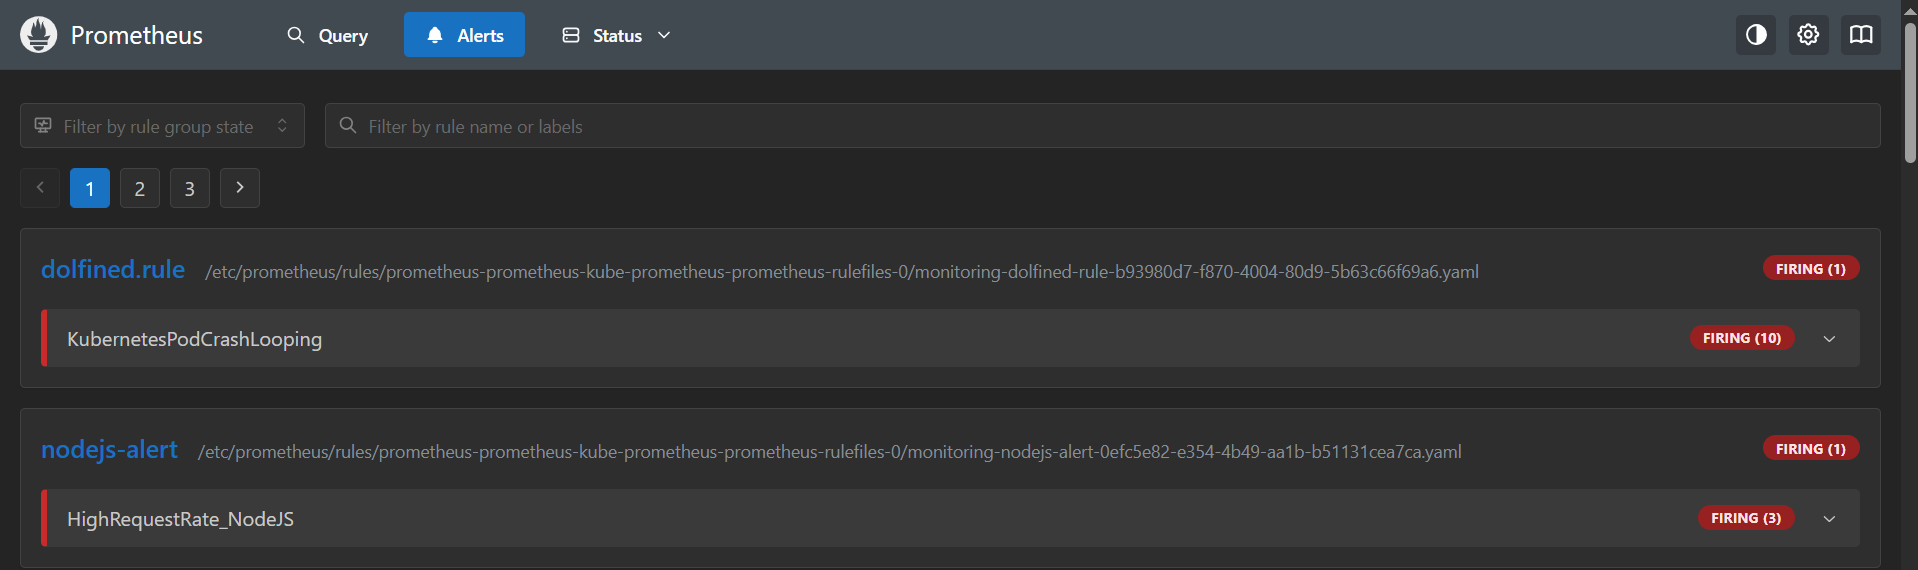 Prometheus Query Alerts Status
Filter by rule group state Filter by rule name or labels
1 2 3
dolfined.rule /etc/prometheus/rules/prometheus-prometheus-kube-prometheus-prometheus-rulefiles-0/monitoring-dolfined-rule-b93980d7-f870-4004-80d9-5b63c66f69a6.yaml FIRING (1)
KubernetesPodCrashLooping FIRING (10)
nodejs-alert /etc/prometheus/rules/prometheus-prometheus-kube-prometheus-prometheus-rulefiles-0/monitoring-nodejs-alert-0efc5e82-e354-4b49-aa1b-b51131cea7ca.yaml FIRING (1)
HighRequestRate_NodeJS FIRING (3)